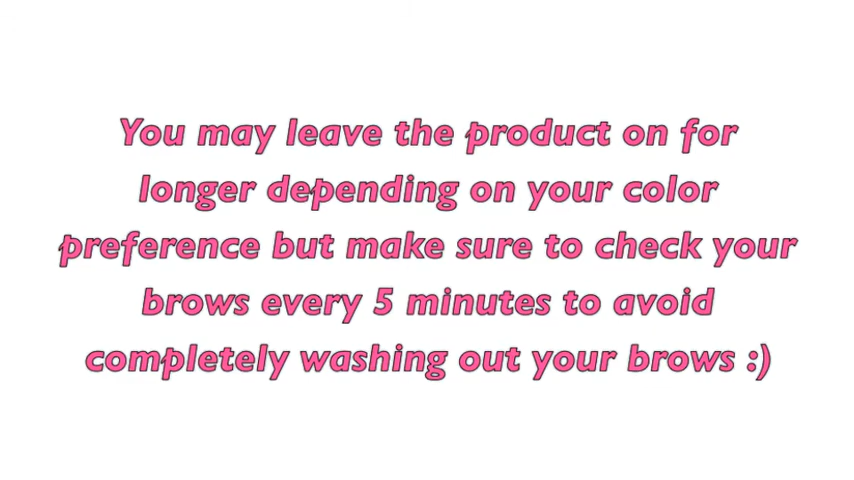 You may leave the product on for
longer depending on your color
preference but make sure to check your
brows every 5 minutes to avoid
completely washing out your brows :)